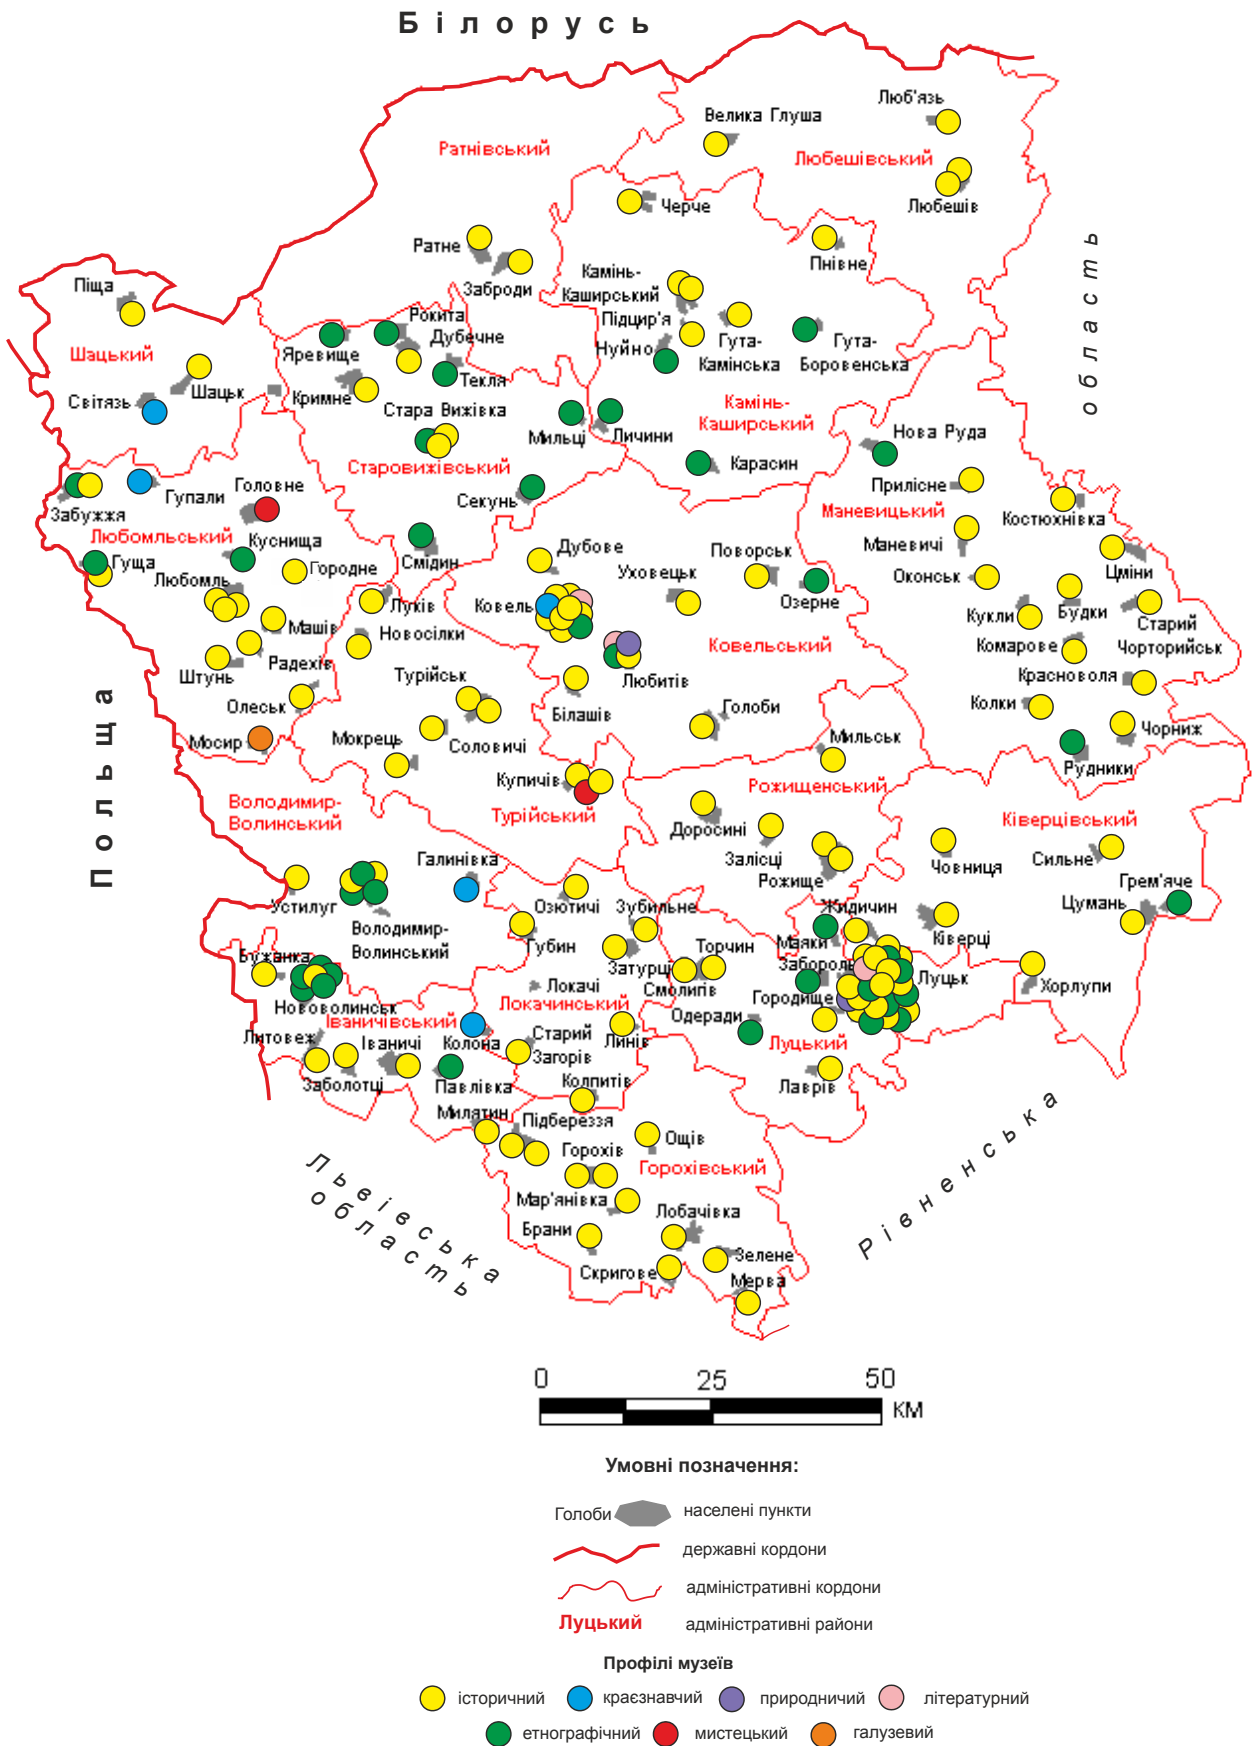 Білорусь
Люб'язь
Велика Глуша
Ратнівський
Любешівський
Черче
Любешів
Ратне
Пнівне
область
Заброди
Камінь-
Каширський
Піща
Рокита
Підцир'я
Дубечне
Гута-
Камінська
Гута-
Боровенська
Нуйно
Яревище
Шацький
Текля
Шацьк
Кримне
Світязь
Стара Вижівка
Мильці
Личини
Камінь-
Каширський
Нова Руда
Старовижівський
Карасин
Секунь
Прилісне
Гупали
Головне
Забужжя
Маневицький
Костюхнівка
Любомльський
Кусниця
Смідин
Дубове
Поворськ
Маневичі
Гуща
Городне
Уховецьк
Оконськ
Цміни
Любомль
Луків
Ковель
Озерне
Кукли
Будки
Старий
Чорторийськ
Машів
Новосілки
Ковельський
Комарове
Радехів
Штунь
Турійськ
Любитів
Красноволя
Олеськ
Білашів
Голоби
Колки
Польща
Мосир
Мокрець
Соловичі
Мильськ
Чорниж
Рудники
Купичів
Рожищенський
Володимир-
Волинський
Турійський
Доросині
Ківерцівський
Залісці
Галинівка
Рожище
Човниця
Сильне
Грем'яче
Устилуг
Озютичі
Зубильне
Жидичин
Цумань
Володимир-
Волинський
Губин
Торчин
Маяки
Ківерці
Бужанка
Затурці
Забороль
Луцьк
Смолигів
Локачі
Городище
Хорлупи
Нововолинськ
Локачинський
Іваничівський
Одеради
Литовеж
Іваничі
Колона
Старий
Загорів
Линів
Луцький
Заболотці
Павлівка
Колпитів
Лаврів
Милятин
Підбереззя
Ощів
Горохів
Горохівський
Рівненська
Львівська
область
Мар'янівка
Брани
Лобачівка
Скригове
Зелене
Мерва
0 25 50
КМ
Умовні позначення:
Голоби населені пункти
державні кордони
адміністративні кордони
Луцький адміністративні райони
Профілі музеїв
історичний краєзнавчий природничий літературний
етнографічний мистецький галузевий